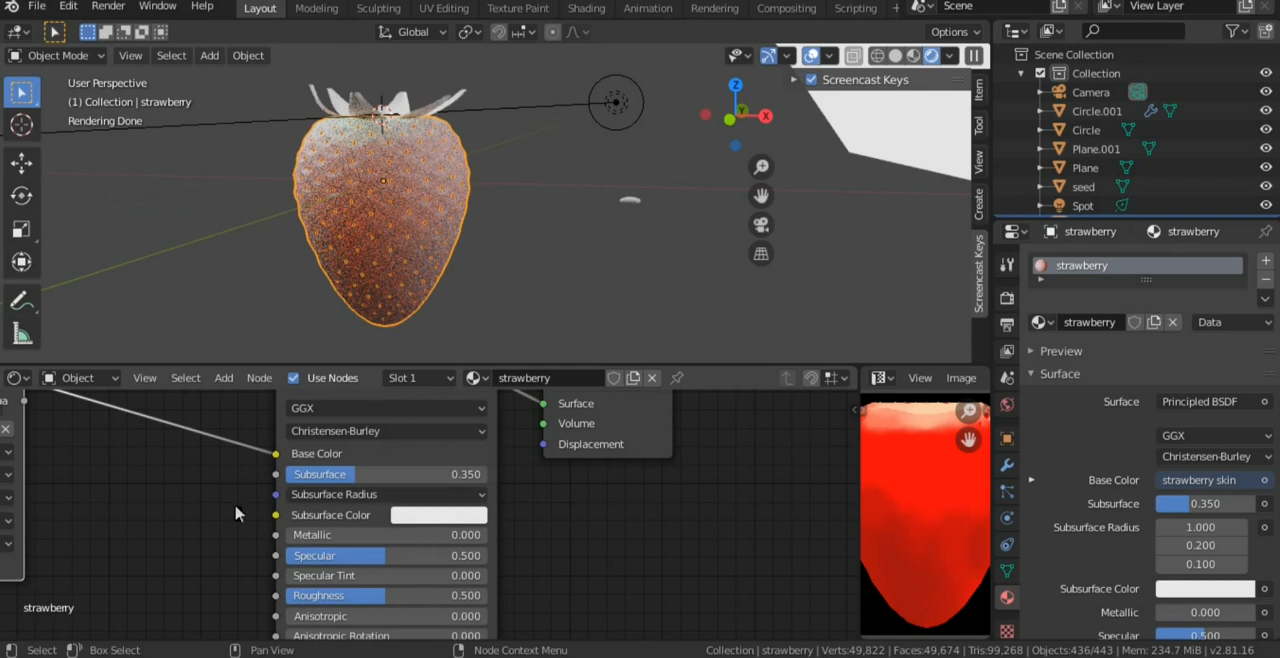 File Edit Render Window Help Layout Modeling Sculpting UV Editing Texture Paint Shading Animation Rendering Compositing Scripting + Scene View Layer
Global Options
Object Mode View Select Add Object
User Perspective
(1) Collection | strawberry
Rendering Done
Screencast Keys
Z
Y
X
Item
Tool
View
Create
Screencast Keys
Scene Collection
Collection
Camera
Circle.001
Circle
Plane.001
Plane
seed
Spot
strawberry strawberry
strawberry
strawberry Data
Preview
Surface
Surface Principled BSDF
GGX
Christensen-Burley
Base Color strawberry skin
Subsurface 0.350
Subsurface Radius 1.000
0.200
0.100
Subsurface Color
Metallic 0.000
Specular 0.500
Object View Select Add Node Use Nodes Slot 1 strawberry
View Image
GGX
Christensen-Burley
Base Color
Subsurface 0.350
Subsurface Radius
Subsurface Color
Metallic 0.000
Specular 0.500
Specular Tint 0.000
Roughness 0.500
Anisotropic 0.000
Anisotropic Rotation 0.000
Surface
Volume
Displacement
strawberry
Select Box Select Pan View Node Context Menu Collection | strawberry | Verts:49,822 | Faces:49,674 | Tris:99,268 | Objects:436/443 | Mem: 234.7 MiB | v2.81.16